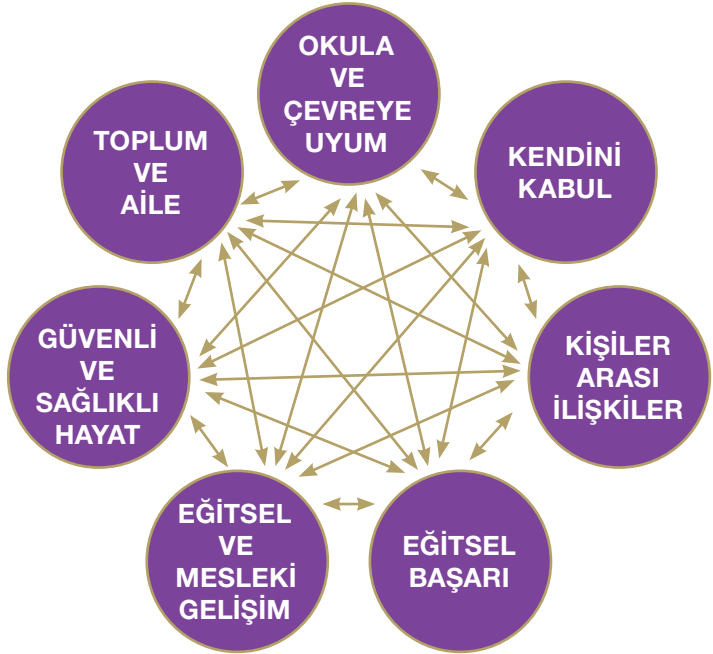 OKULA
VE
ÇEVREYE
UYUM
KENDİNİ
KABUL
KİŞİLER
ARASI
İLİŞKİLER
EĞİTSEL
BAŞARI
EĞİTSEL
VE
MESLEKİ
GELİŞİM
GÜVENLİ
VE
SAĞLIKLI
HAYAT
TOPLUM
VE
AİLE